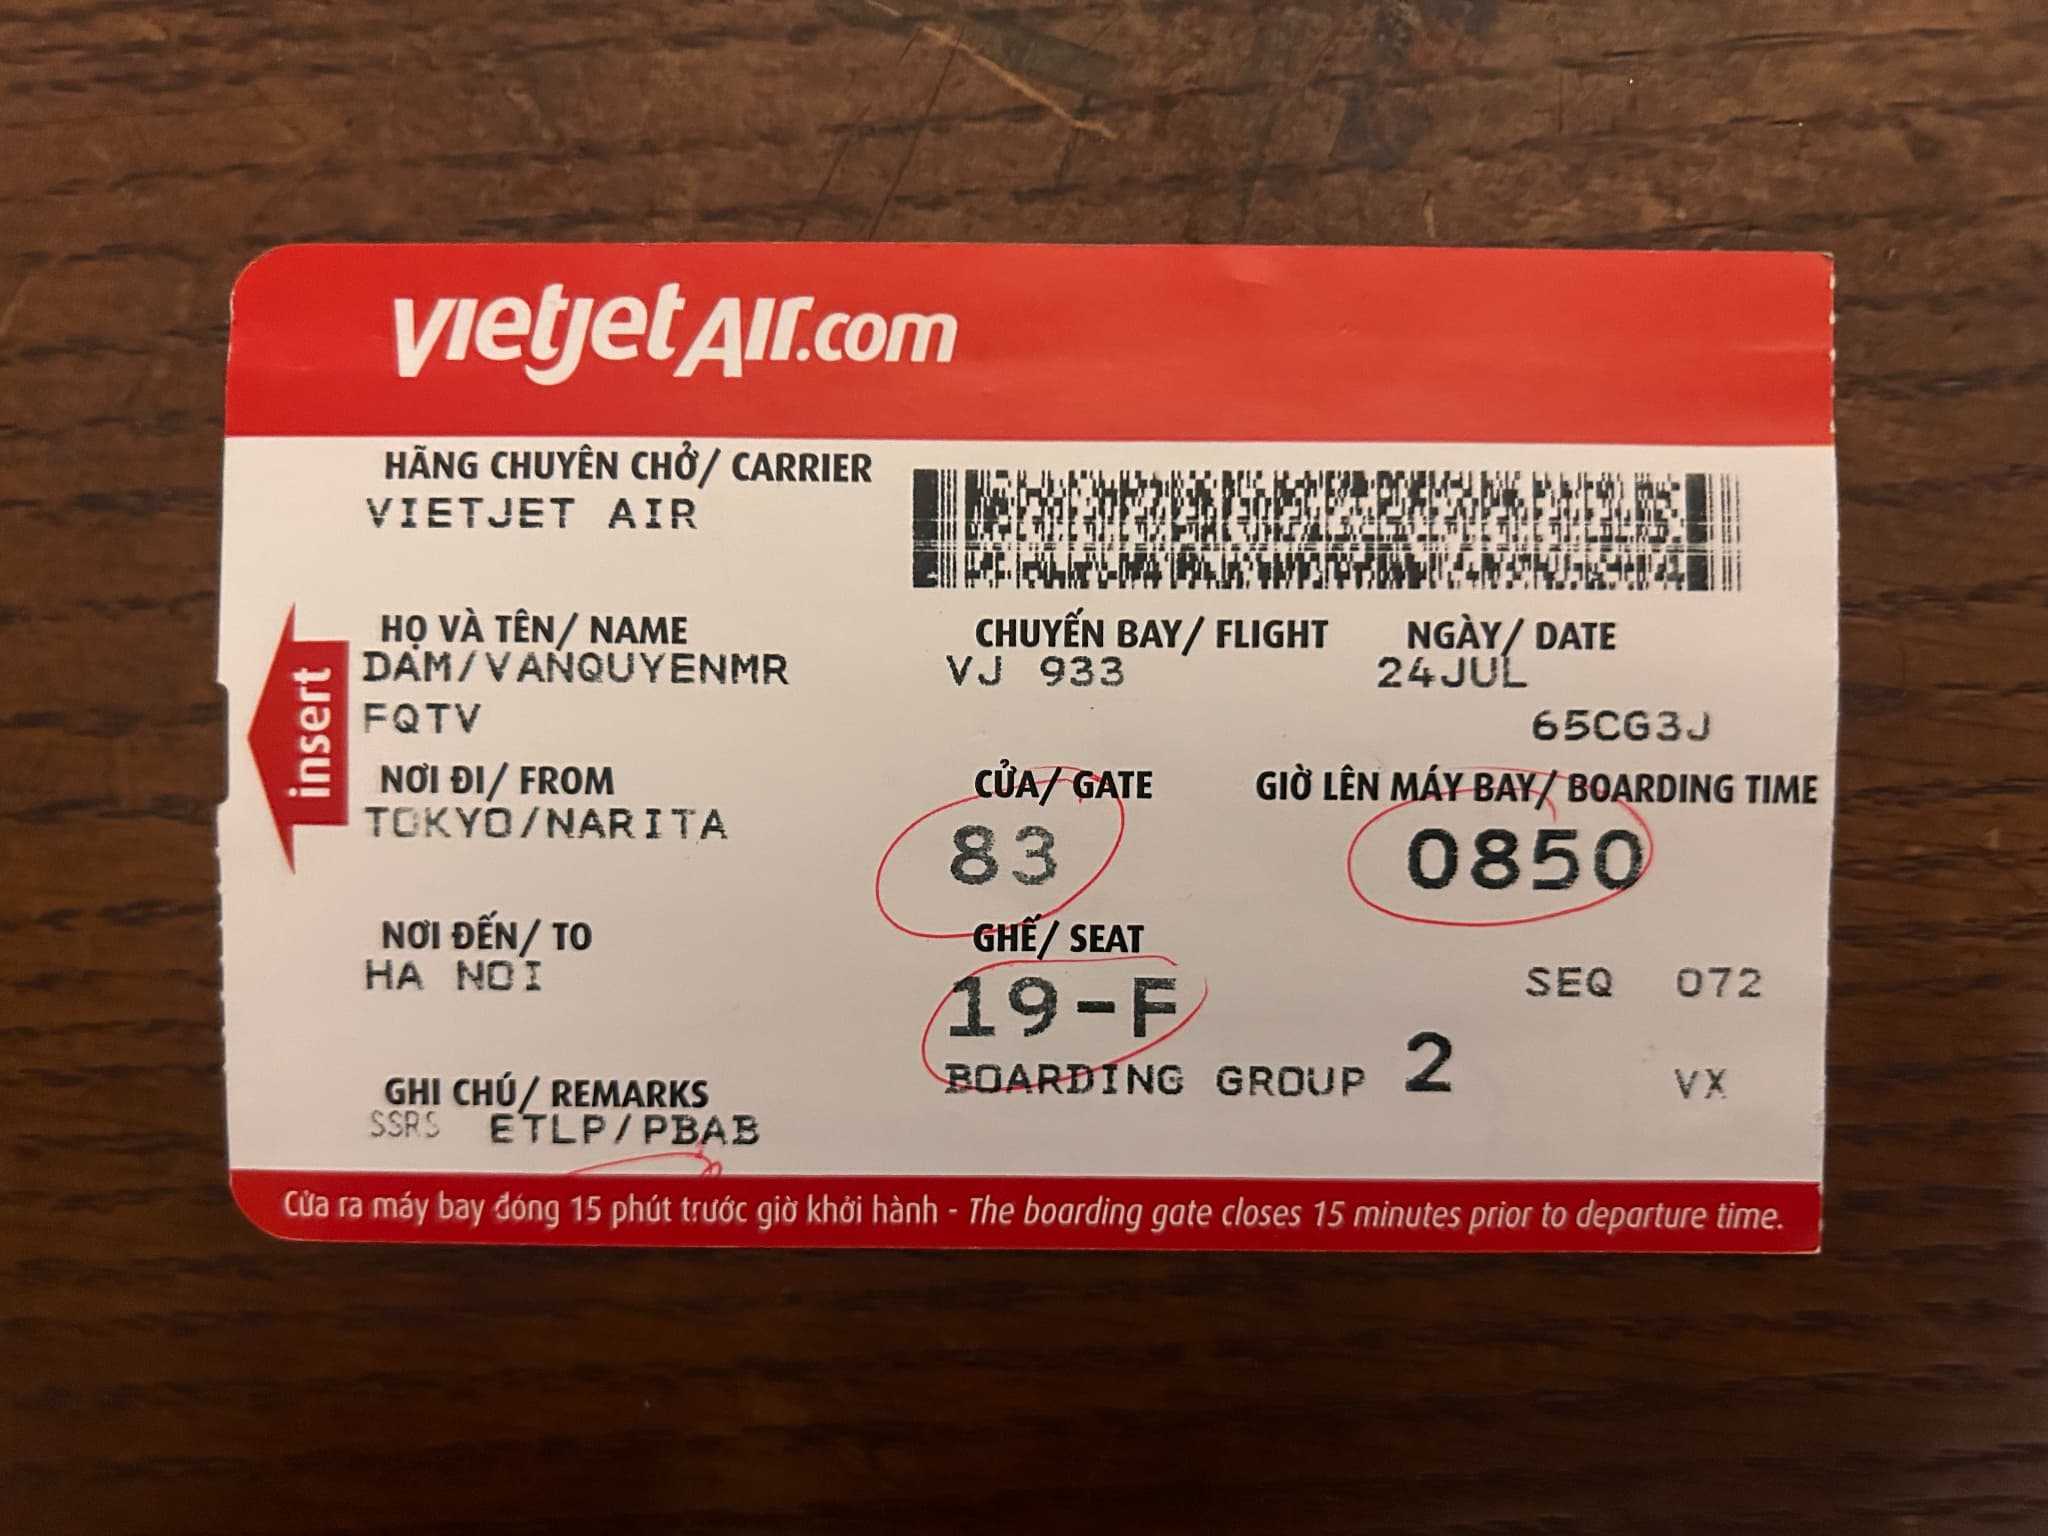 vietjetAir.com
HÃNG CHUYÊN CHỞ/ CARRIER
VIETJET AIR
insert
HỌ VÀ TÊN/ NAME
DAM/VANQUYENMR
CHUYẾN BAY/ FLIGHT
VJ 933
NGÀY/ DATE
24JUL
FQTV
65CG3J
NƠI ĐI/ FROM
TOKYO/NARITA
CỬA/ GATE
83
GIỜ LÊN MÁY BAY/ BOARDING TIME
0850
NƠI ĐẾN/ TO
HA NOI
GHẾ/ SEAT
19-F
SEQ 072
BOARDING GROUP 2
VX
GHI CHÚ/ REMARKS
SSRS ETLP/PBAB
Cửa ra máy bay đóng 15 phút trước giờ khởi hành - The boarding gate closes 15 minutes prior to departure time.